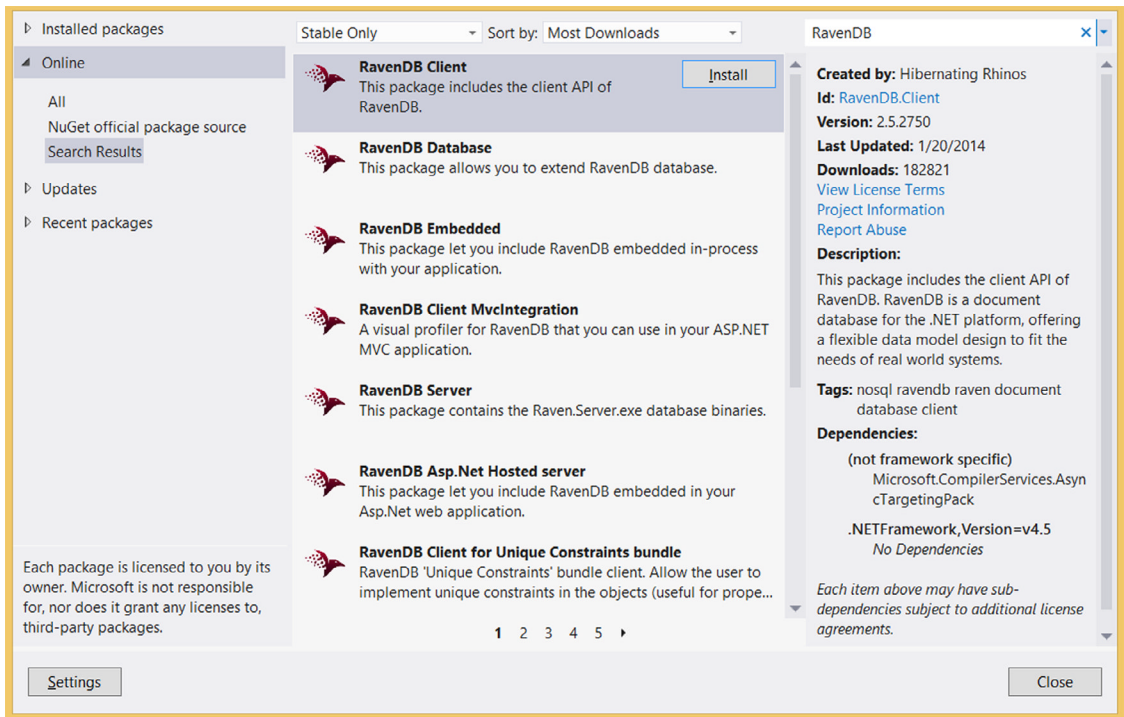 Installed packages
Online
All
NuGet official package source
Search Results
Updates
Recent packages
Each package is licensed to you by its
owner. Microsoft is not responsible
for, nor does it grant any licenses to,
third-party packages.
Settings
Stable Only
Sort by: Most Downloads
RavenDB Client
This package includes the client API of
RavenDB.
Install
RavenDB Database
This package allows you to extend RavenDB database.
RavenDB Embedded
This package let you include RavenDB embedded in-process
with your application.
RavenDB Client MvcIntegration
A visual profiler for RavenDB that you can use in your ASP.NET
MVC application.
RavenDB Server
This package contains the Raven.Server.exe database binaries.
RavenDB Asp.Net Hosted server
This package let you include RavenDB embedded in your
Asp.Net web application.
RavenDB Client for Unique Constraints bundle
RavenDB 'Unique Constraints' bundle client. Allow the user to
implement unique constraints in the objects (useful for prope...
1 2 3 4 5
RavenDB
Created by: Hibernating Rhinos
Id: RavenDB.Client
Version: 2.5.2750
Last Updated: 1/20/2014
Downloads: 182821
View License Terms
Project Information
Report Abuse
Description:
This package includes the client API of
RavenDB. RavenDB is a document
database for the .NET platform, offering
a flexible data model design to fit the
needs of real world systems.
Tags: nosql ravendb raven document
database client
Dependencies:
(not framework specific)
Microsoft.CompilerServices.Asyn
cTargetingPack
.NETFramework,Version=v4.5
No Dependencies
Each item above may have sub-
dependencies subject to additional license
agreements.
Close